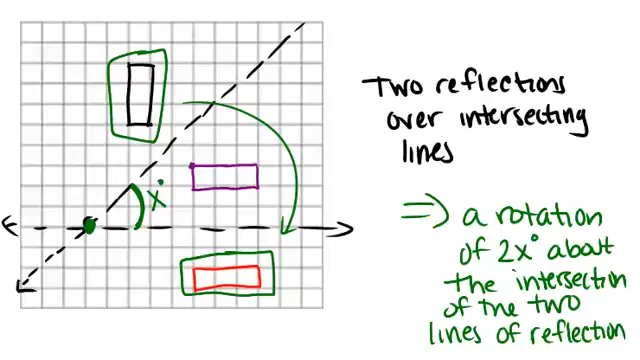 Two reflections
over intersecting
lines
x°
⇒ a rotation
of 2x° about
the intersection
of the two
lines of reflection